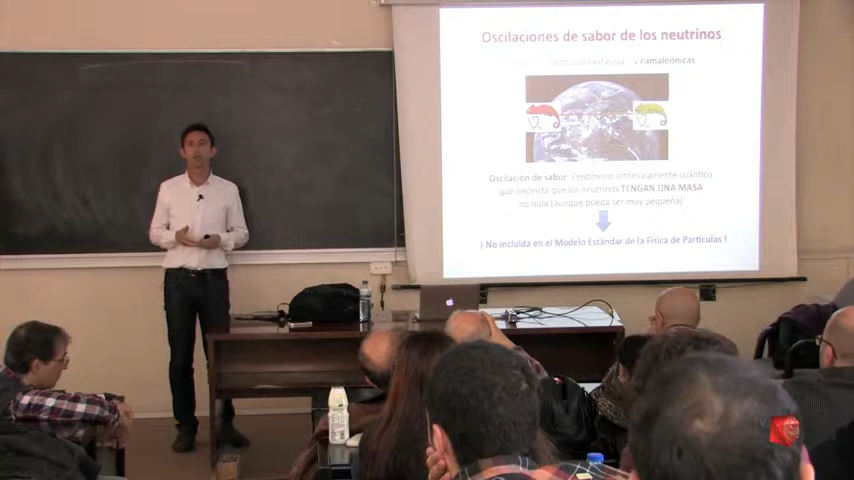 Oscilaciones de sabor de los neutrinos
y camaleónicas
Oscilación de sabor: Fenómeno intrínsicamente cuántico
que necesita que los neutrinos TENGAN UNA MASA
no nula (aunque pueda ser muy pequeña)
¡ No incluida en el Modelo Estándar de la Física de Partículas !